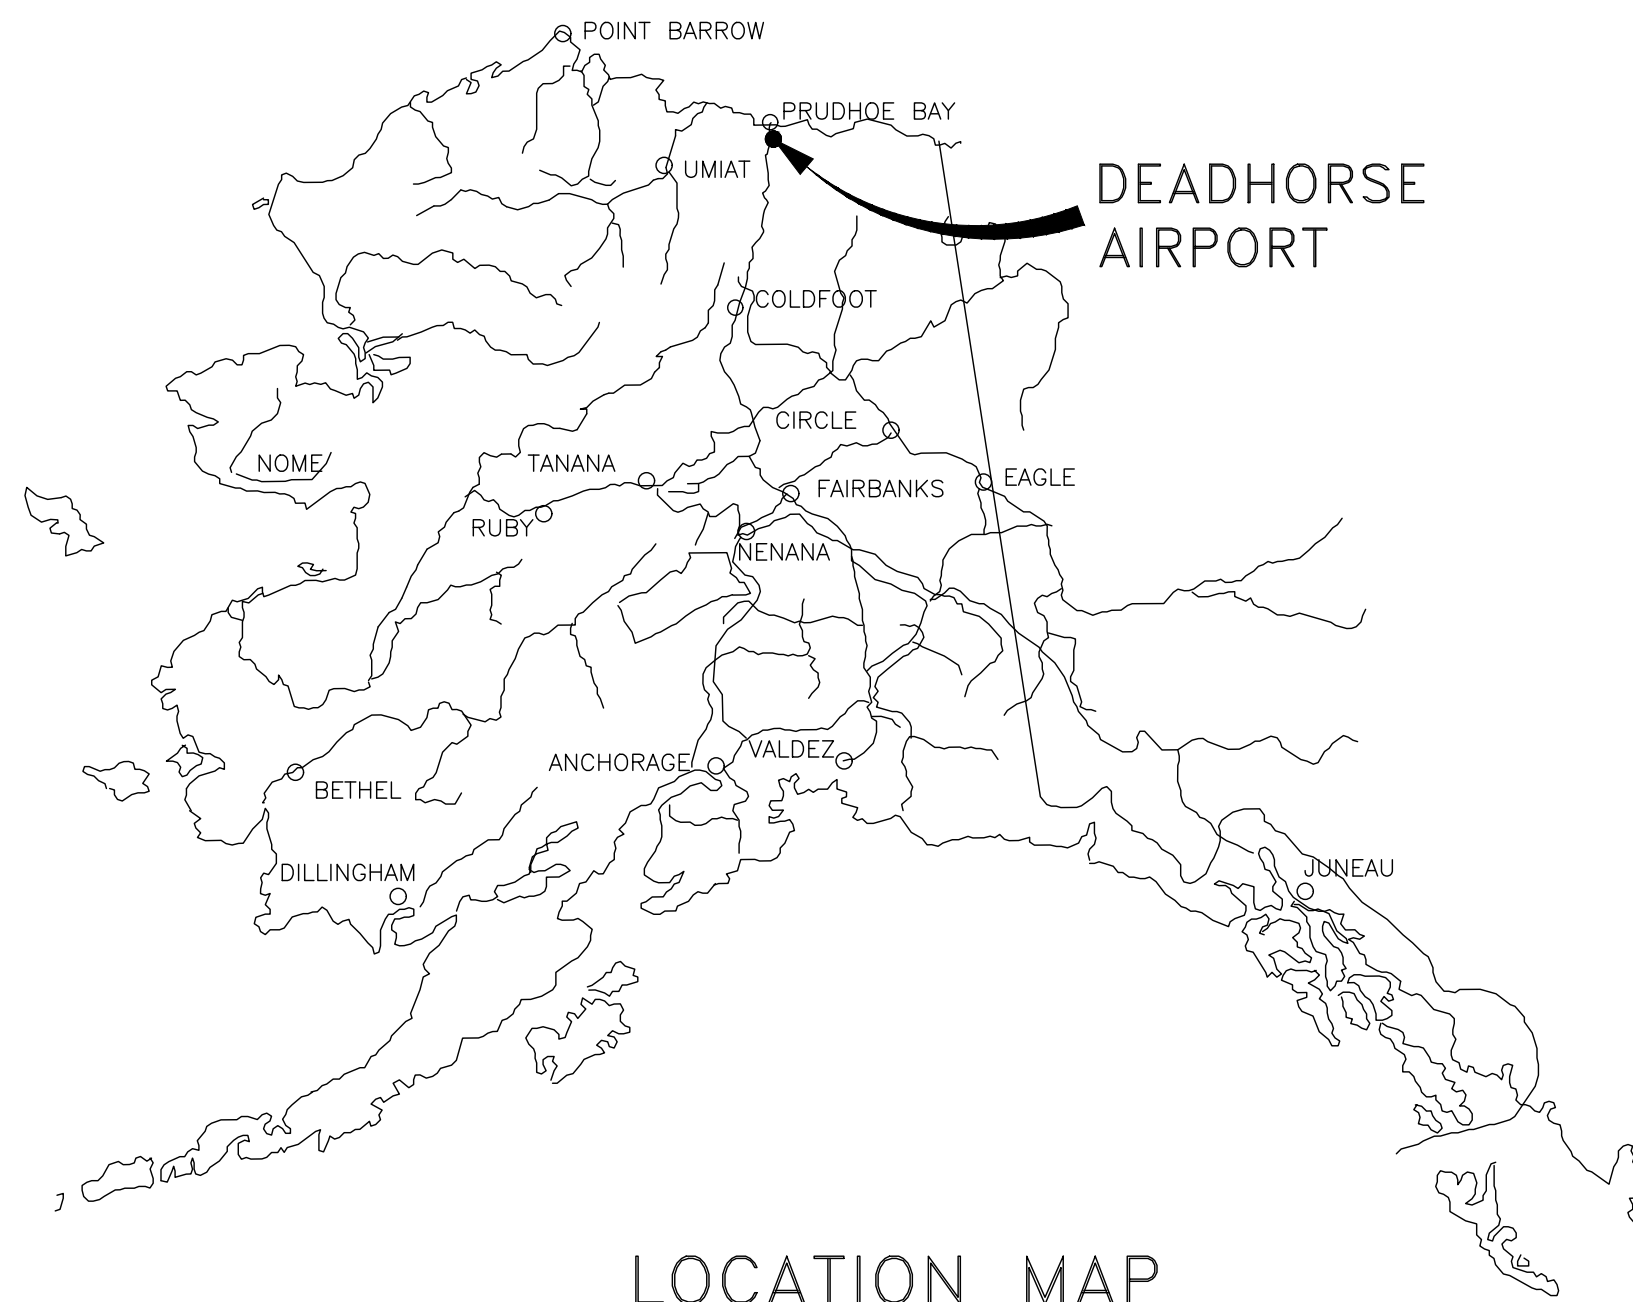 POINT BARROW
PRUDHOE BAY
UMIAT
DEADHORSE
AIRPORT
COLDFOOT
CIRCLE
NOME
TANANA
EAGLE
FAIRBANKS
RUBY
NENANA
ANCHORAGE
VALDEZ
BETHEL
DILLINGHAM
JUNEAU
LOCATION MAP